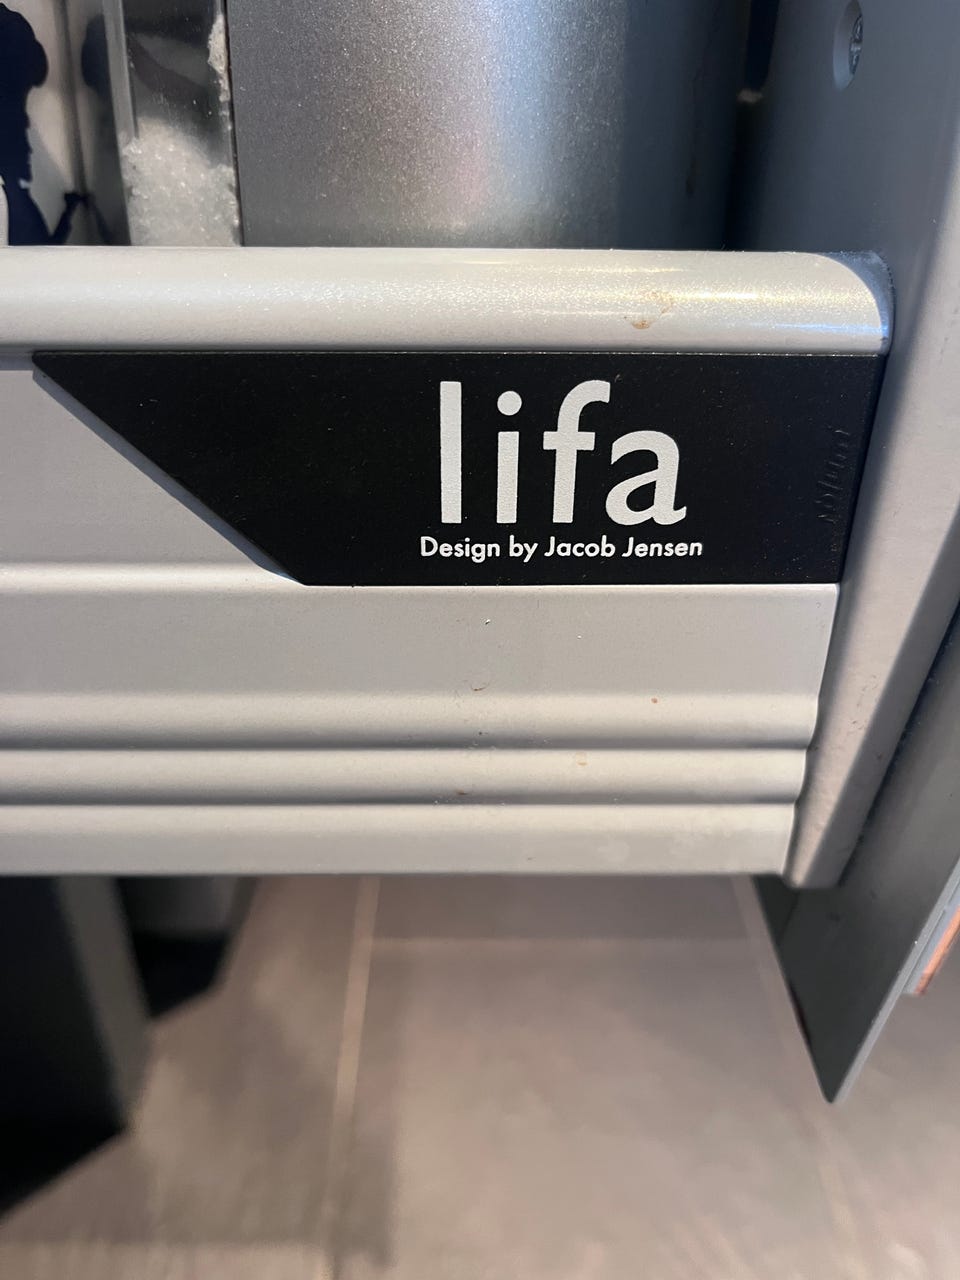 lifa
Design by Jacob Jensen